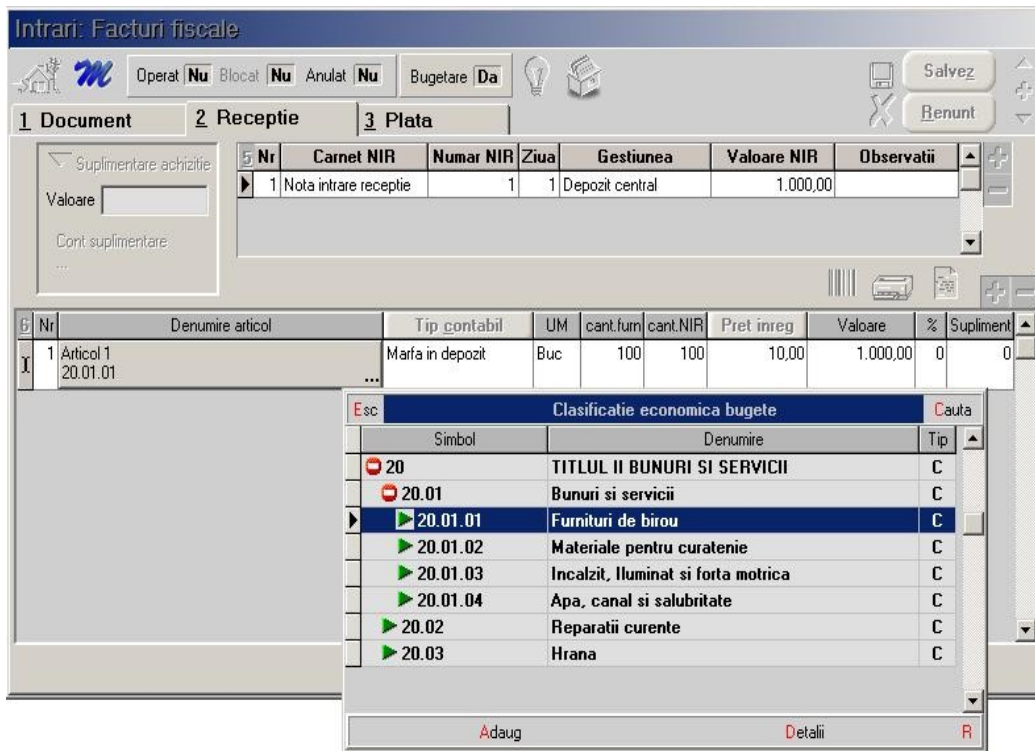 Intrari: Facturi fiscale
Operat Nu Blocat Nu Anulat Nu Bugetare Da
Salvez
Renunt
1 Document 2 Receptie 3 Plata
Suplimentare achizitie
Valoare
Cont suplimentare
...
5 Nr Carnet NIR Numar NIR Ziua Gestiunea Valoare NIR Observatii
1 Nota intrare receptie 1 1 Depozit central 1.000,00
6 Nr Denumire articol Tip contabil UM cant.furn cant.NIR Pret inreg Valoare % Supliment
1 Articol 1 Marfa in depozit Buc 100 100 10,00 1.000,00 0 0
20.01.01 ...
Esc Clasificatie economica bugete Cauta
Simbol Denumire Tip
20 TITLUL II BUNURI SI SERVICII C
20.01 Bunuri si servicii C
20.01.01 Furnituri de birou C
20.01.02 Materiale pentru curatenie C
20.01.03 Incalzit, Iluminat si forta motrica C
20.01.04 Apa, canal si salubritate C
20.02 Reparatii curente C
20.03 Hrana C
Adaug Detalii R